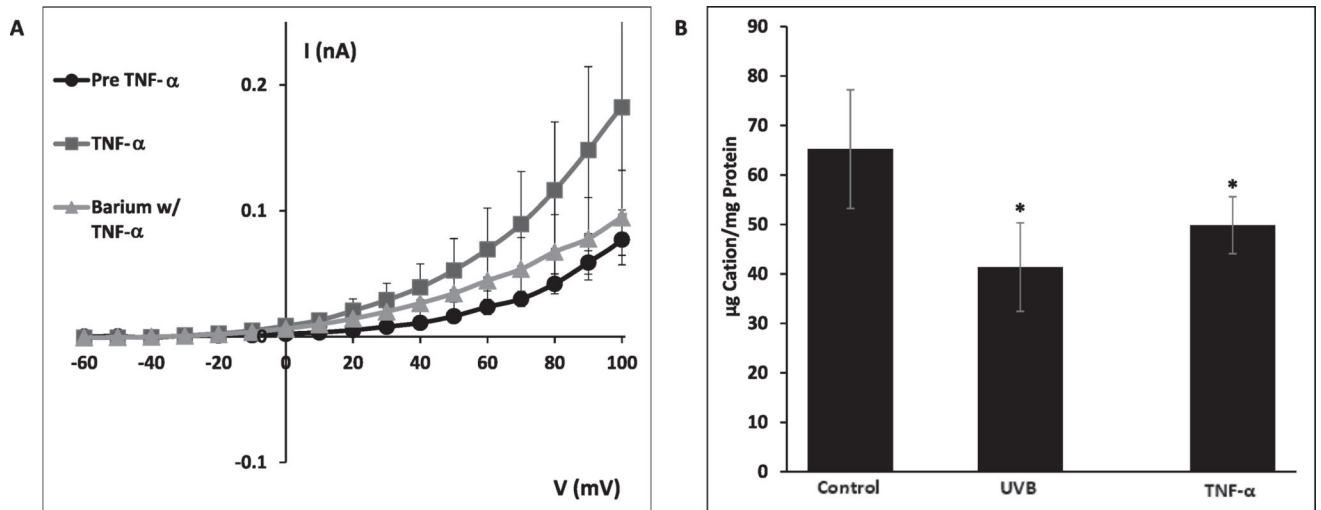 A
I (nA)
Pre TNF- α
TNF- α
Barium w/
TNF-α
0.2
0.1
0
-0.1
-60 -40 -20 0 20 40 60 80 100
V (mV)
B
µg Cation/mg Protein
90
80
70
60
50
40
30
20
10
0
*
*
Control UVB TNF-α